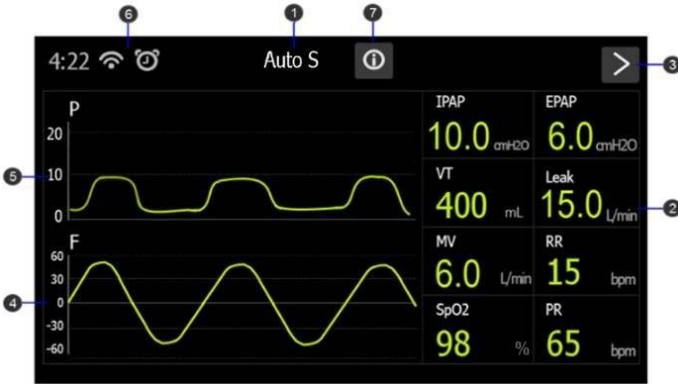 6 1 7
4:22 Auto S
3
P
20
10
0
5
IPAP EPAP
10.0 cmH2O 6.0 cmH2O
VT Leak
400 mL 15.0 L/min
2
F
60
30
0
-30
-60
4
MV RR
6.0 L/min 15 bpm
SpO2 PR
98 % 65 bpm